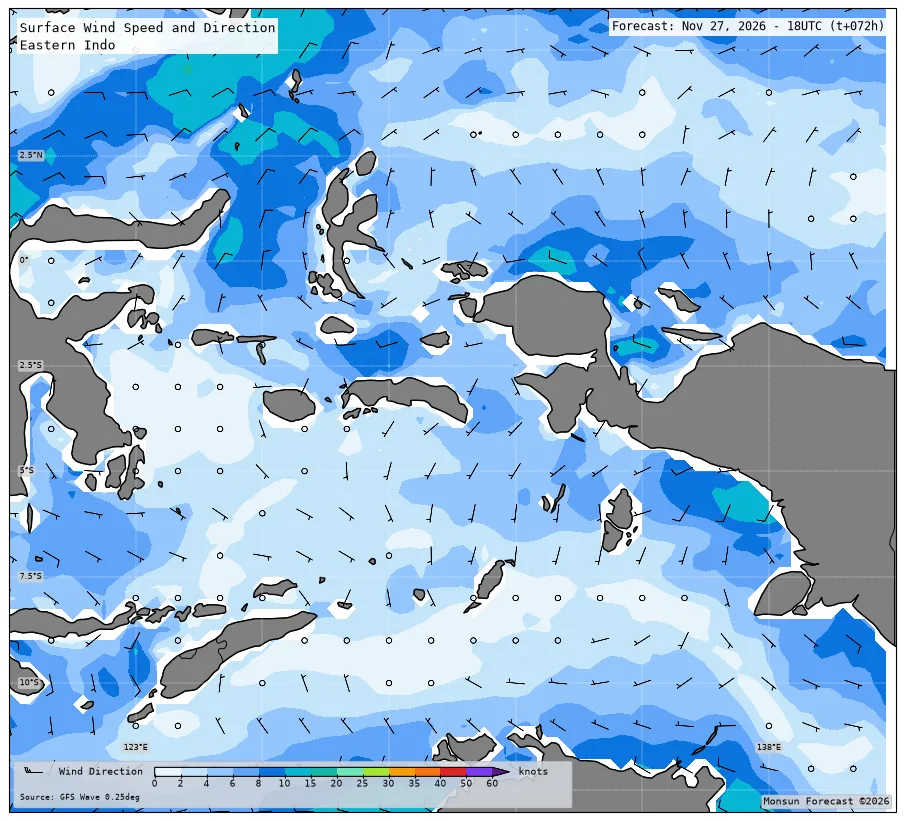 Surface Wind Speed and Direction
Eastern Indo
Forecast: Nov 27, 2026 - 18UTC (t+072h)
2.5°N
0°
2.5°S
5°S
7.5°S
10°S
123°E
138°E
Wind Direction
knots
0 2 4 6 8 10 15 20 25 30 35 40 50 60
Source: GFS Wave 0.25deg
Monsun Forecast ©2026